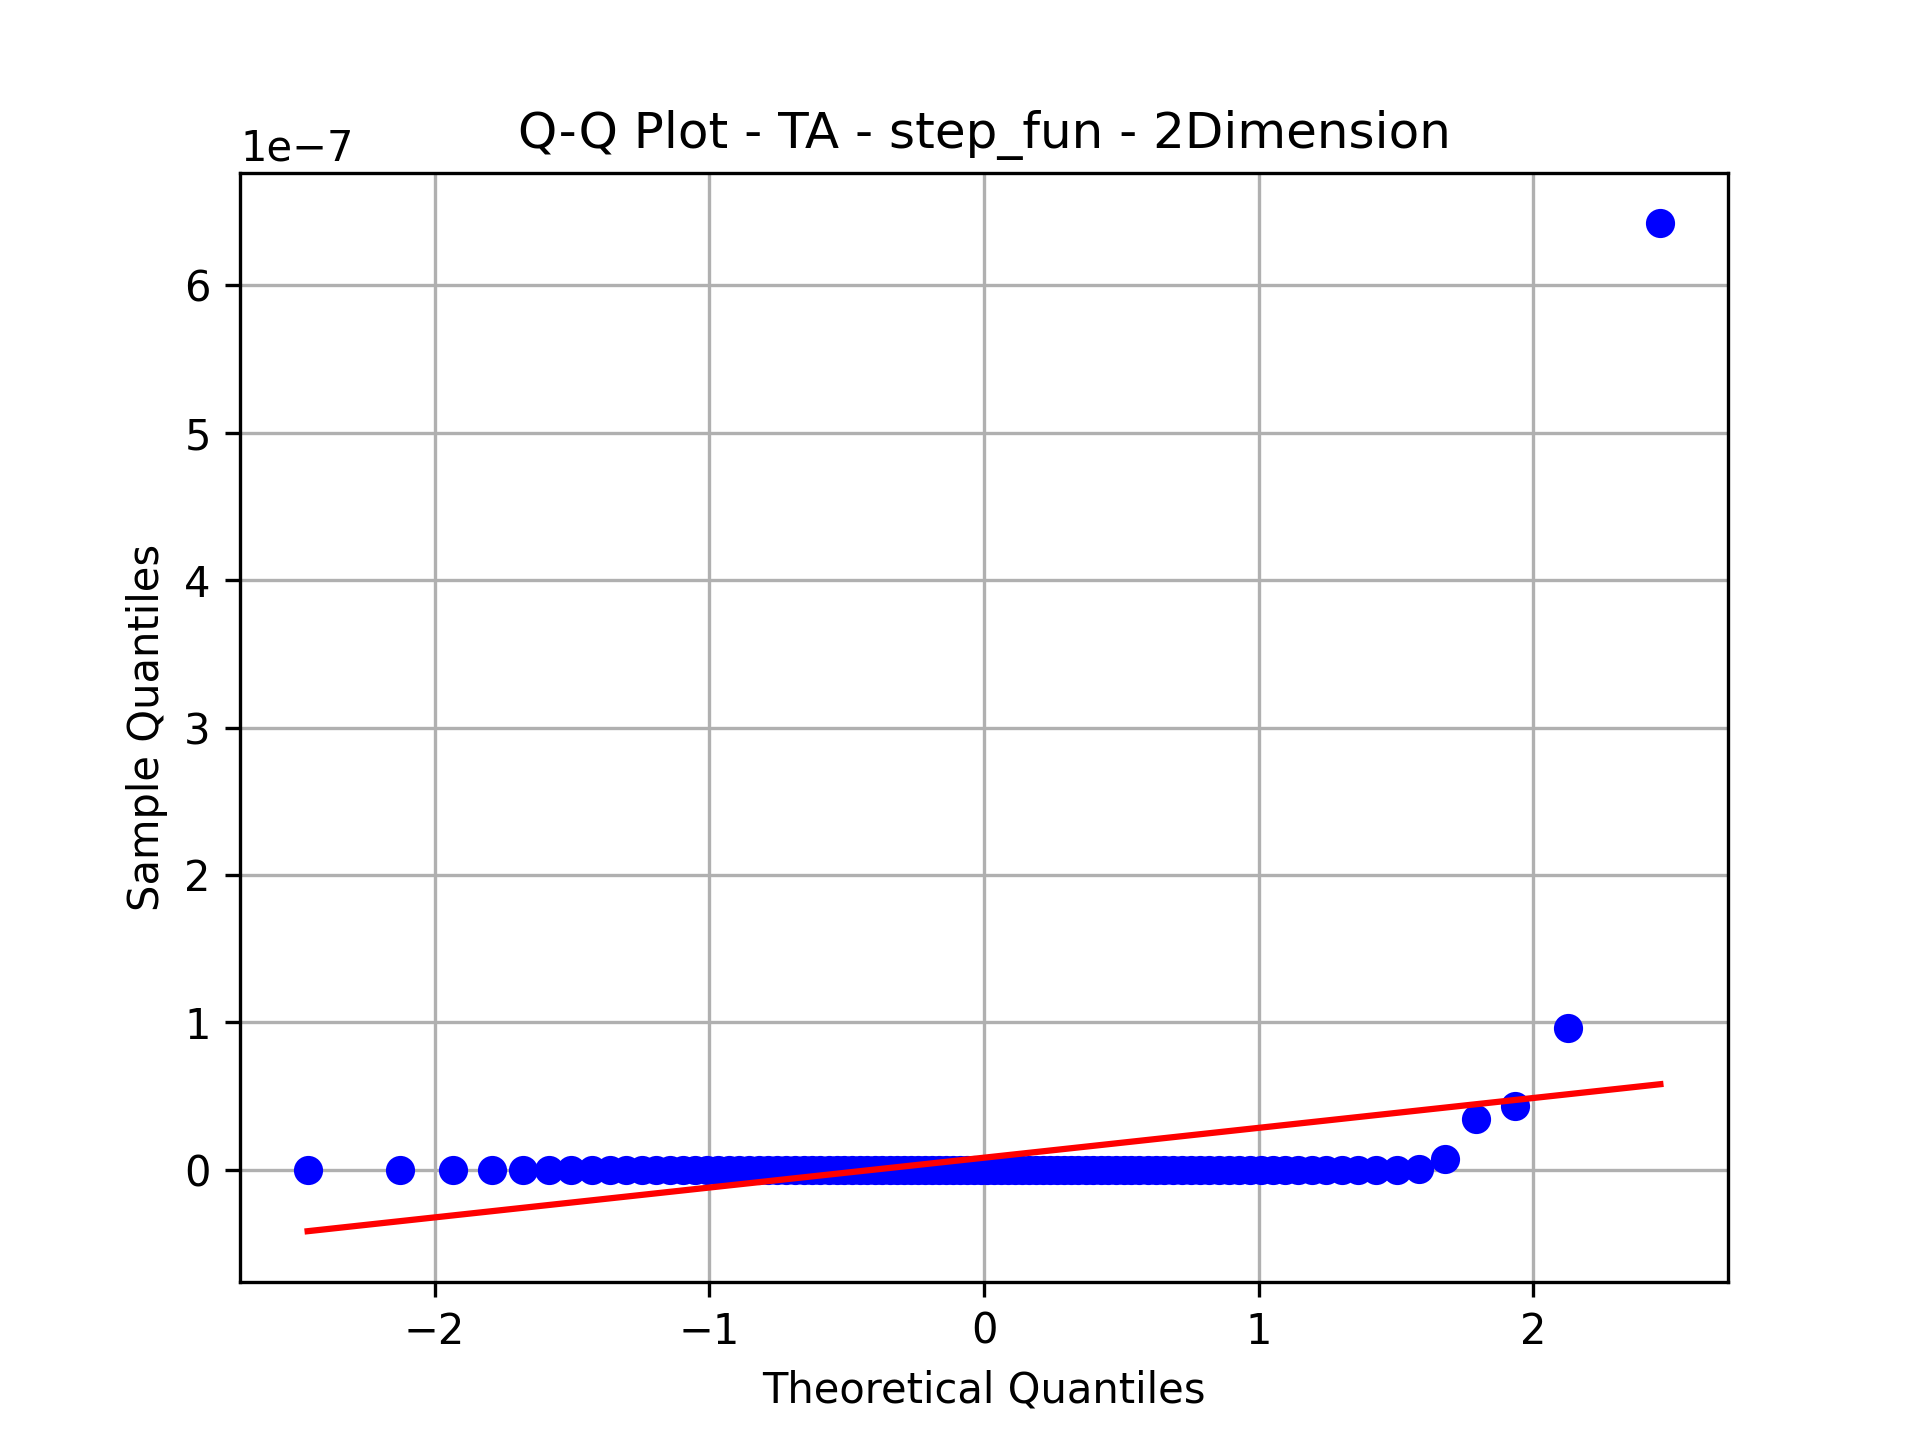 Q-Q Plot - TA - step_fun - 2Dimension
1e−7
6
5
4
3
2
1
0
Sample Quantiles
−2 −1 0 1 2
Theoretical Quantiles